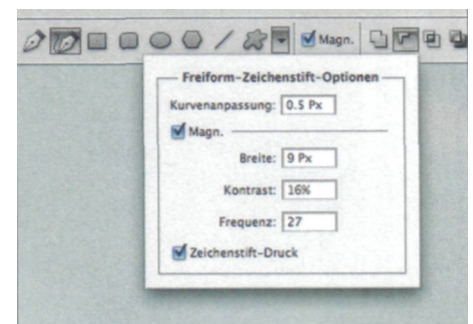 Magn.
Freiform-Zeichenstift-Optionen
Kurvenanpassung: 0.5 Px
Magn.
Breite: 9 Px
Kontrast: 16%
Frequenz: 27
Zeichenstift-Druck